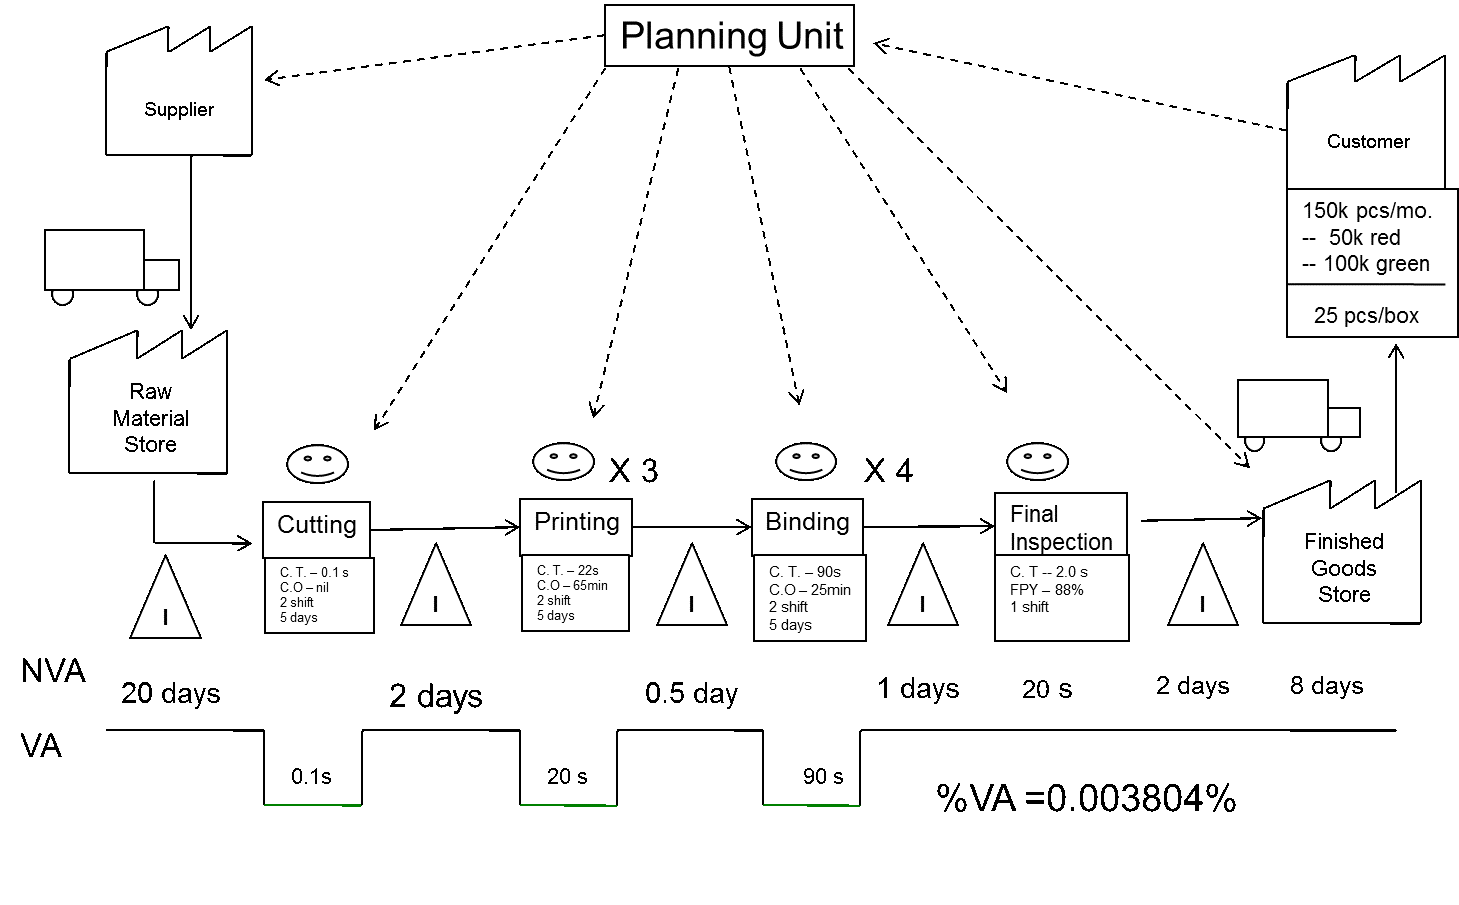 Planning Unit
Supplier
Customer
150k pcs/mo.
-- 50k red
-- 100k green
25 pcs/box
Raw
Material
Store
X 3
X 4
Cutting
C. T. – 0.1 s
C.O – nil
2 shift
5 days
Printing
C. T. – 22s
C.O – 65min
2 shift
5 days
Binding
C. T. – 90s
C.O – 25min
2 shift
5 days
Final
Inspection
C. T -- 2.0 s
FPY – 88%
1 shift
Finished
Goods
Store
I
I
I
I
I
NVA
20 days
2 days
0.5 day
1 days
20 s
2 days
8 days
VA
0.1s
20 s
90 s
%VA =0.003804%